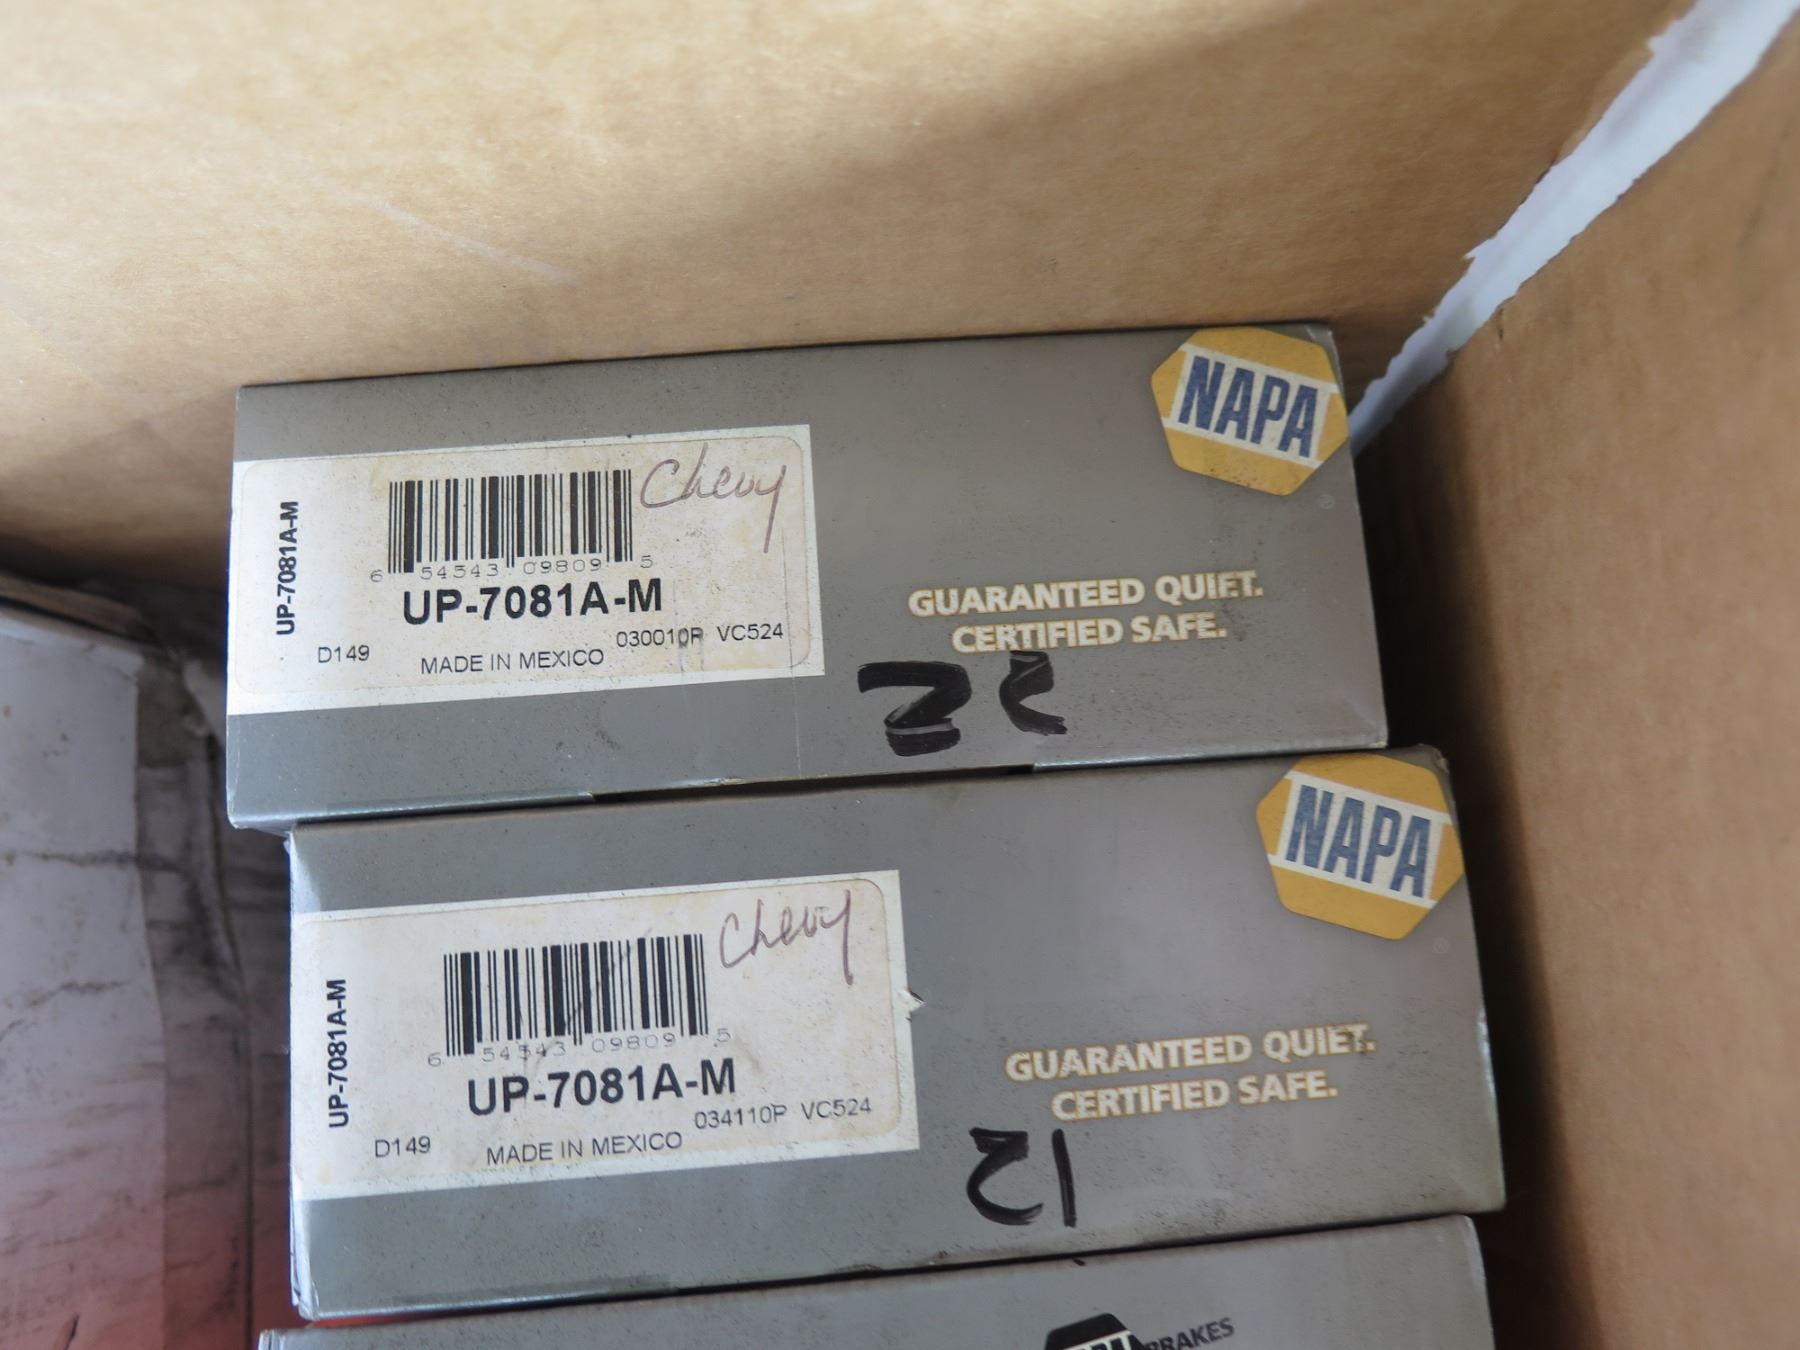 NAPA
Chevy
UP-7081A-M
6 54543 09809 5
UP-7081A-M
030010P VC524
D149
MADE IN MEXICO
GUARANTEED QUIET.
CERTIFIED SAFE.
NAPA
Chevy
UP-7081A-M
6 54543 09809 5
UP-7081A-M
034110P VC524
D149
MADE IN MEXICO
GUARANTEED QUIET.
CERTIFIED SAFE.
21
BRAKES